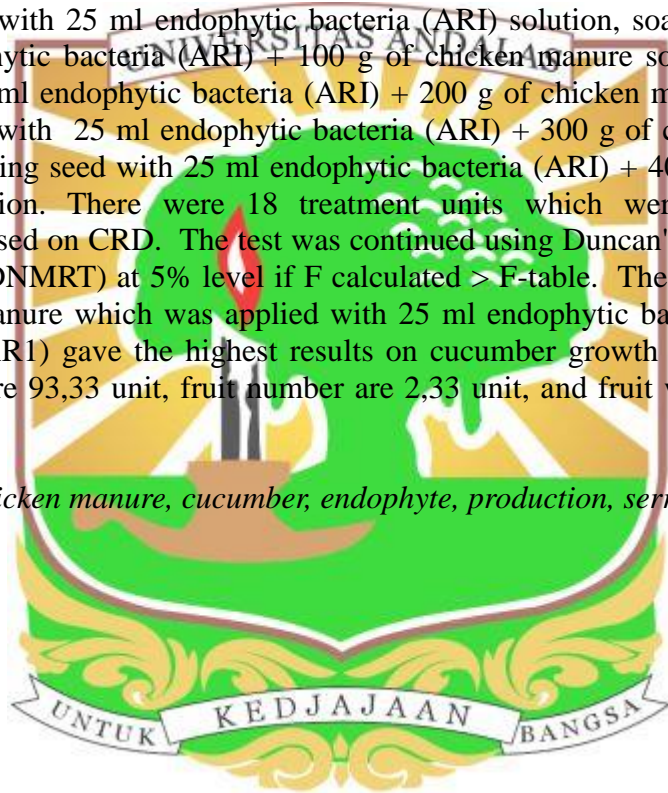 with 25 ml endophytic bacteria (ARI) solution, soa
UNIVERSITAS ANDALAS
hytic bacteria (ARI) + 100 g of chicken manure so
ml endophytic bacteria (ARI) + 200 g of chicken m
with 25 ml endophytic bacteria (ARI) + 300 g of c
ing seed with 25 ml endophytic bacteria (ARI) + 40
ion. There were 18 treatment units which were
sed on CRD. The test was continued using Duncan's
DNMRT) at 5% level if F calculated > F-table. The
anure which was applied with 25 ml endophytic ba
AR1) gave the highest results on cucumber growth
re 93,33 unit, fruit number are 2,33 unit, and fruit w
icken manure, cucumber, endophyte, production, serr
UNTUK KEDJAJAAN BANGSA